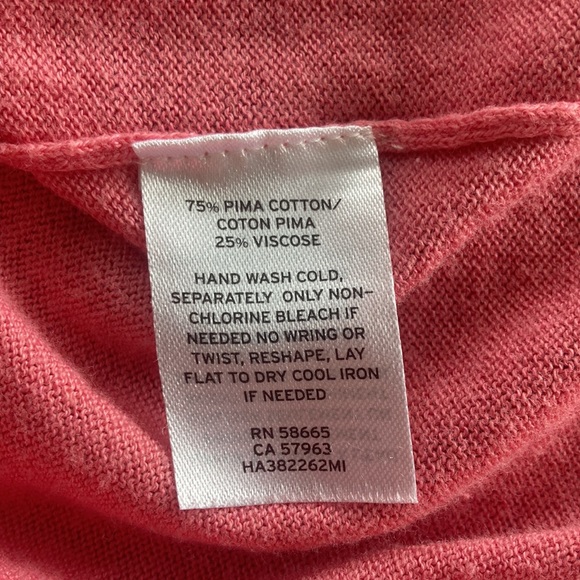 75% PIMA COTTON/
COTON PIMA
25% VISCOSE
HAND WASH COLD,
SEPARATELY ONLY NON-
CHLORINE BLEACH IF
NEEDED NO WRING OR
TWIST, RESHAPE, LAY
FLAT TO DRY COOL IRON
IF NEEDED
RN 58665
CA 57963
HA382262MI